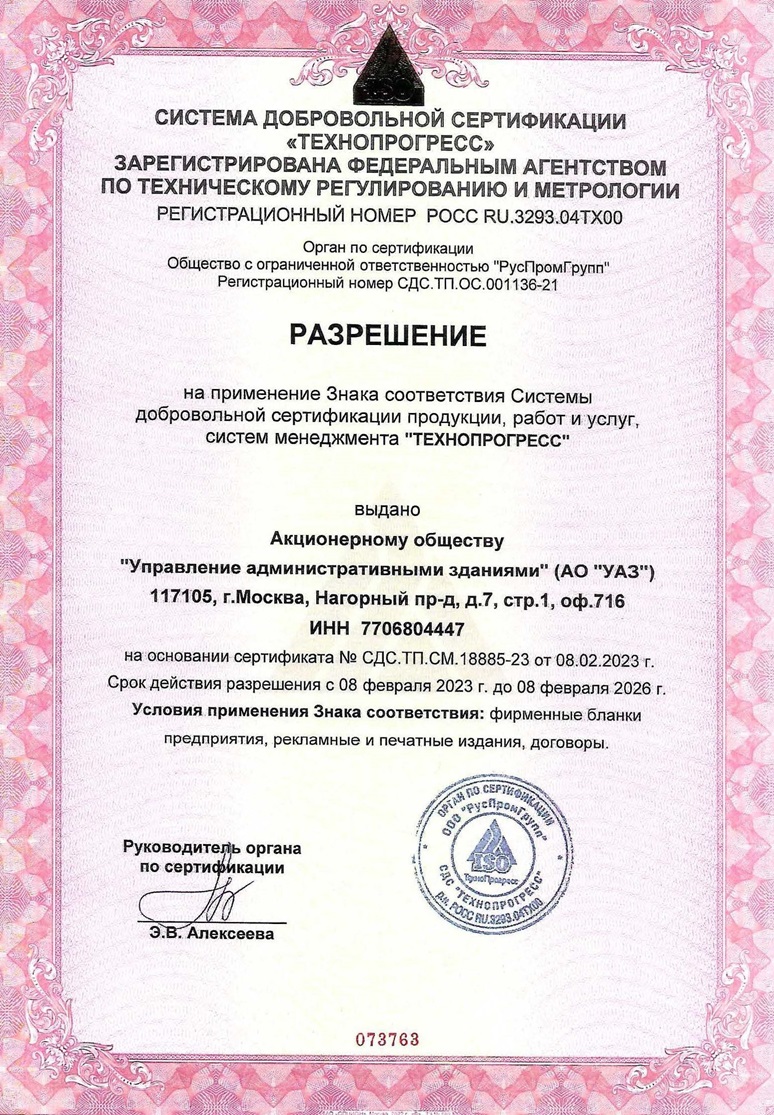 ISO
СИСТЕМА ДОБРОВОЛЬНОЙ СЕРТИФИКАЦИИ
«ТЕХНОПРОГРЕСС»
ЗАРЕГИСТРИРОВАНА ФЕДЕРАЛЬНЫМ АГЕНТСТВОМ
ПО ТЕХНИЧЕСКОМУ РЕГУЛИРОВАНИЮ И МЕТРОЛОГИИ
РЕГИСТРАЦИОННЫЙ НОМЕР РОСС RU.3293.04ТХ00
Орган по сертификации
Общество с ограниченной ответственностью "РусПромГрупп"
Регистрационный номер СДС.ТП.ОС.001136-21
РАЗРЕШЕНИЕ
на применение Знака соответствия Системы
добровольной сертификации продукции, работ и услуг,
систем менеджмента "ТЕХНОПРОГРЕСС"
выдано
Акционерному обществу
"Управление административными зданиями" (АО "УАЗ")
117105, г.Москва, Нагорный пр-д, д.7, стр.1, оф.716
ИНН 7706804447
на основании сертификата № СДС.ТП.СМ.18885-23 от 08.02.2023 г.
Срок действия разрешения с 08 февраля 2023 г. до 08 февраля 2026 г.
Условия применения Знака соответствия: фирменные бланки
предприятия, рекламные и печатные издания, договоры.
Руководитель органа
по сертификации
Э.В. Алексеева
ОРГАН ПО СЕРТИФИКАЦИИ
ООО "РусПромГрупп"
ISO
ТехноПрогресс
СДС "ТЕХНОПРОГРЕСС"
р.н. РОСС RU.3293.04ТХ00
073763